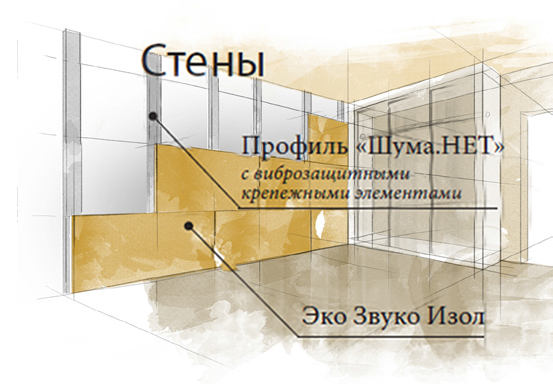 Стены
Профиль «Шума.НЕТ»
с виброзащитными
крепежными элементами
Эко Звуко Изол